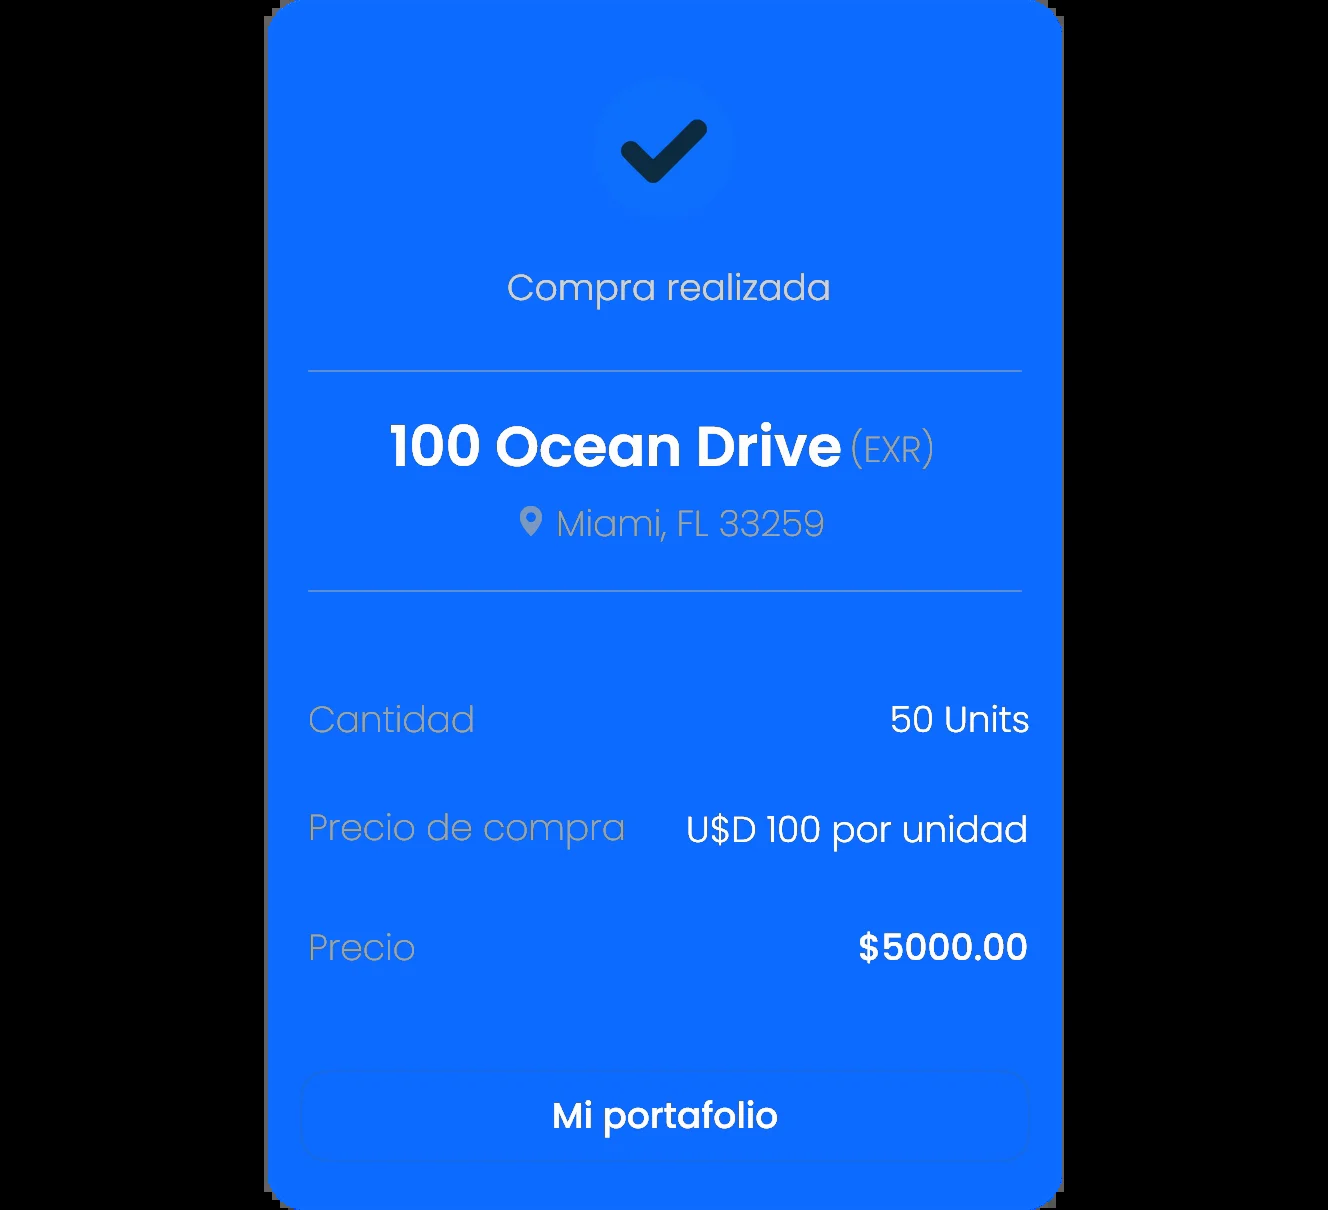 Compra realizada
100 Ocean Drive (EXR)
Miami, FL 33259
Cantidad 50 Units
Precio de compra U$D 100 por unidad
Precio $5000.00
Mi portafolio